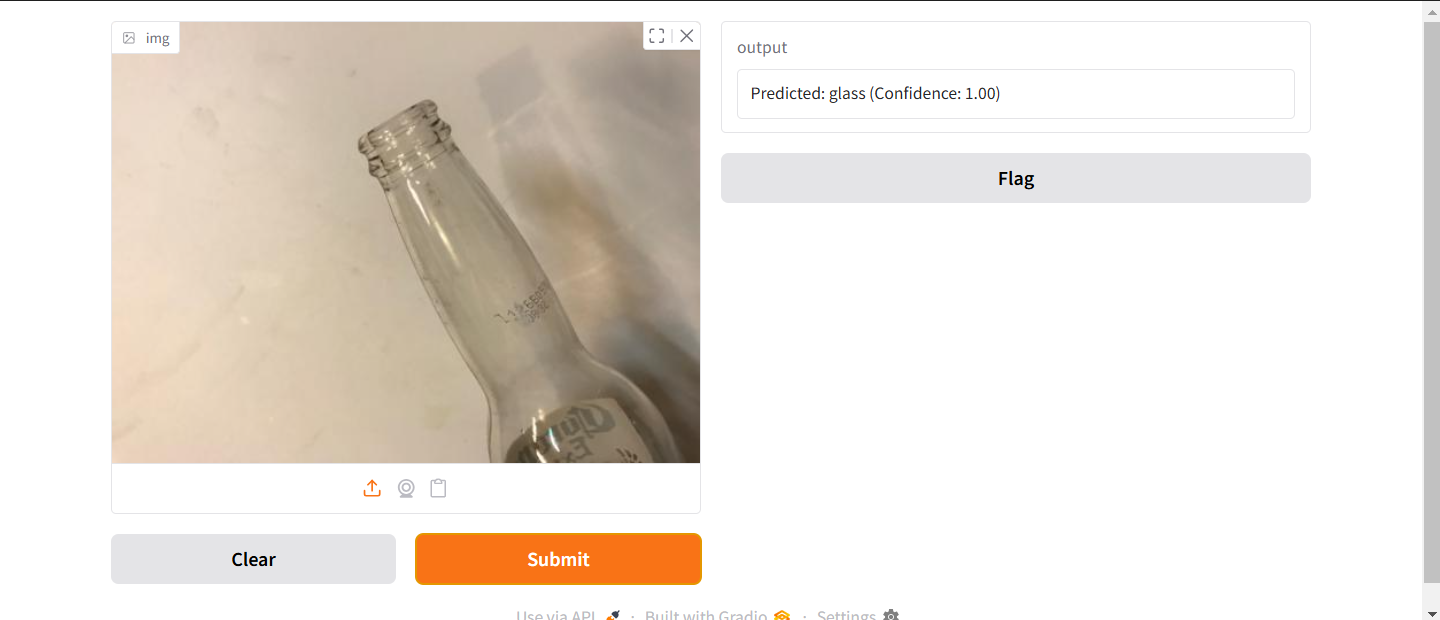 img
output
Predicted: glass (Confidence: 1.00)
Flag
Clear
Submit
Use via API · Built with Gradio · Settings